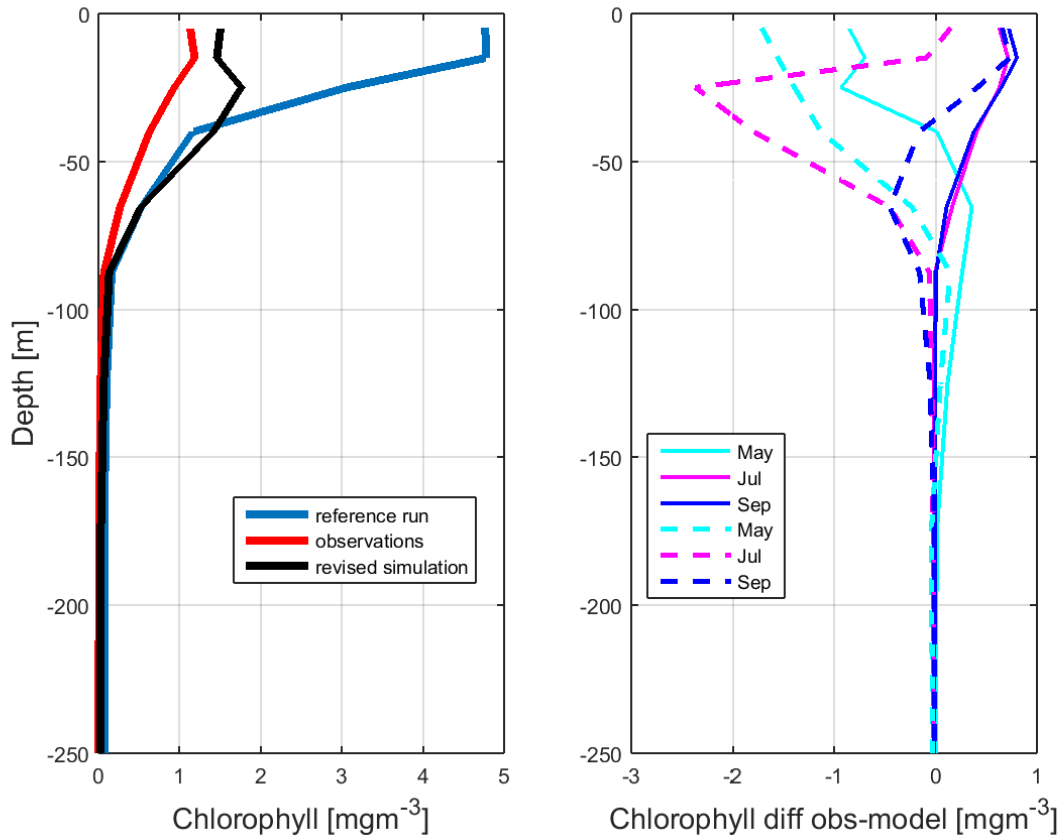 0
-50
-100
-150
-200
-250
0
1
2
3
4
5
Depth [m]
Chlorophyll [mgm-3]
reference run
observations
revised simulation
0
-50
-100
-150
-200
-250
-3
-2
-1
0
1
Chlorophyll diff obs-model [mgm-3]
May
Jul
Sep
May
Jul
Sep